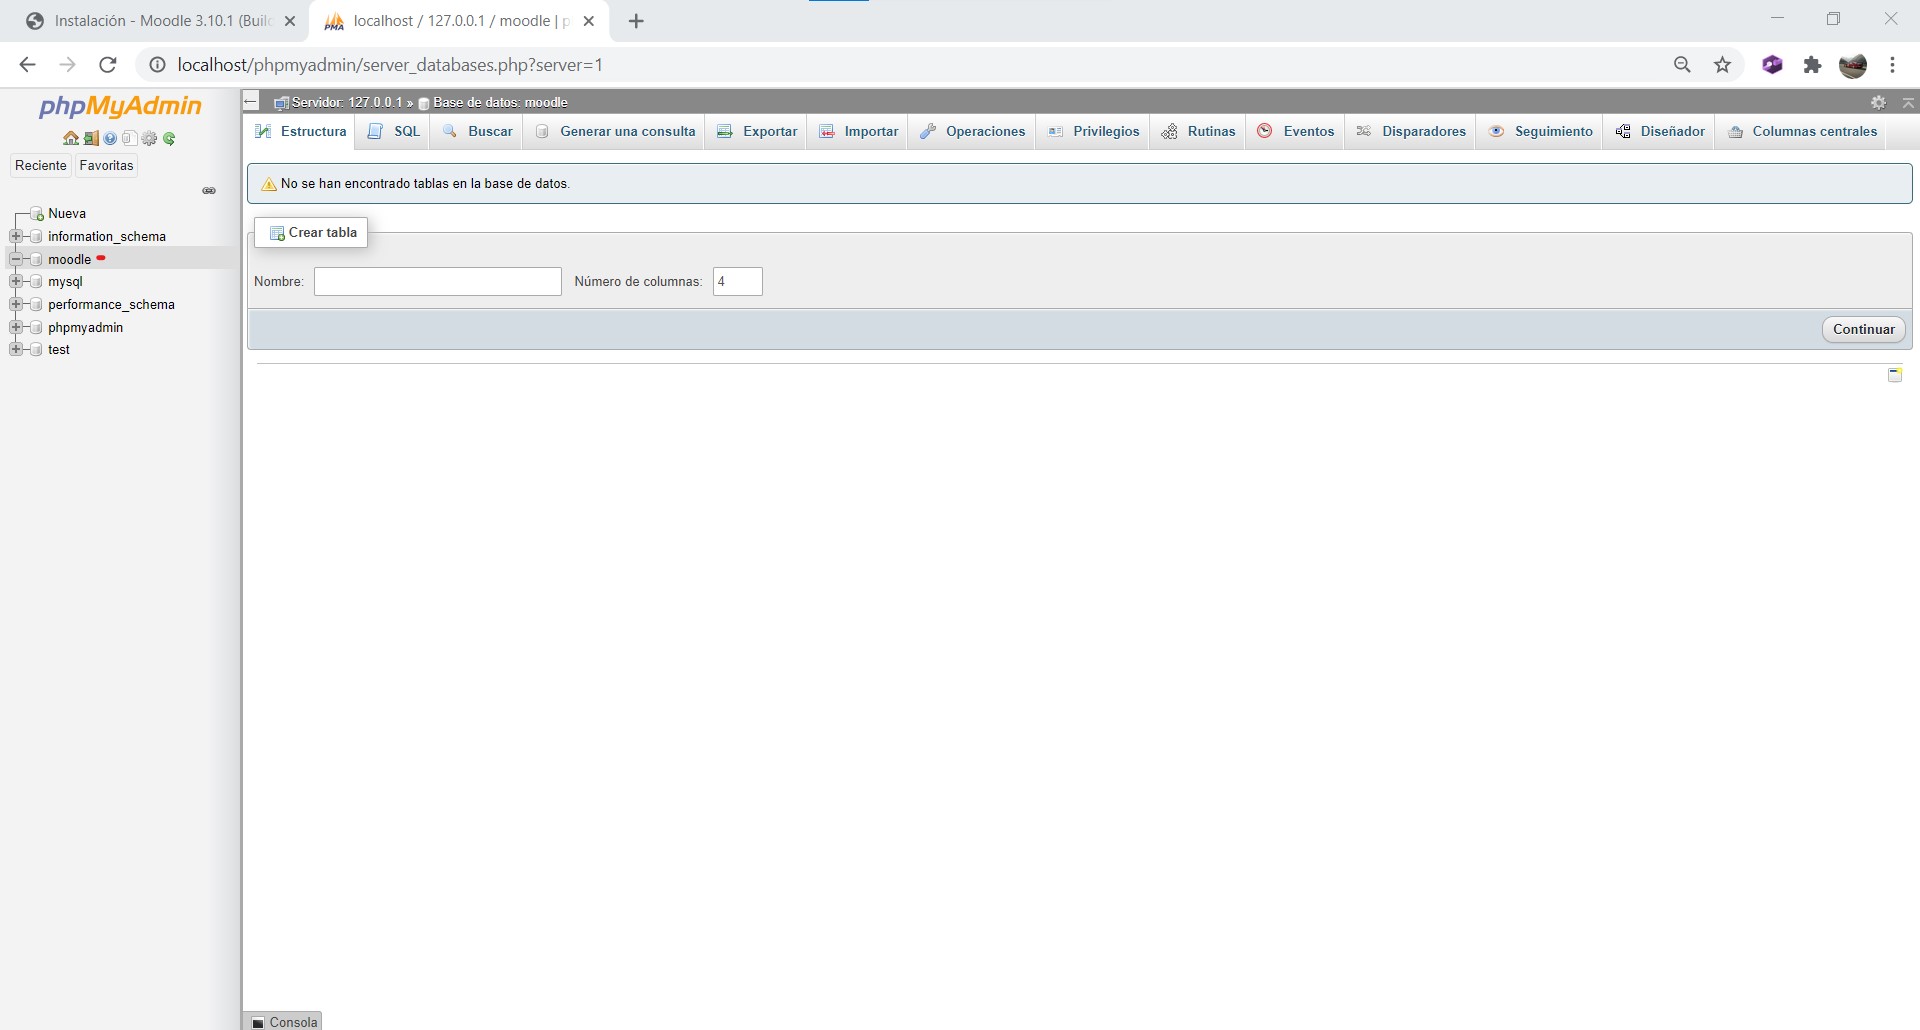 Instalación - Moodle 3.10.1 (Build
localhost / 127.0.0.1 / moodle | p
localhost/phpmyadmin/server_databases.php?server=1
phpMyAdmin
Reciente Favoritas
Nueva
information_schema
moodle
mysql
performance_schema
phpmyadmin
test
Servidor: 127.0.0.1 » Base de datos: moodle
Estructura SQL Buscar Generar una consulta Exportar Importar Operaciones Privilegios Rutinas Eventos Disparadores Seguimiento Diseñador Columnas centrales
No se han encontrado tablas en la base de datos.
Crear tabla
Nombre: Número de columnas: 4
Continuar
Consola